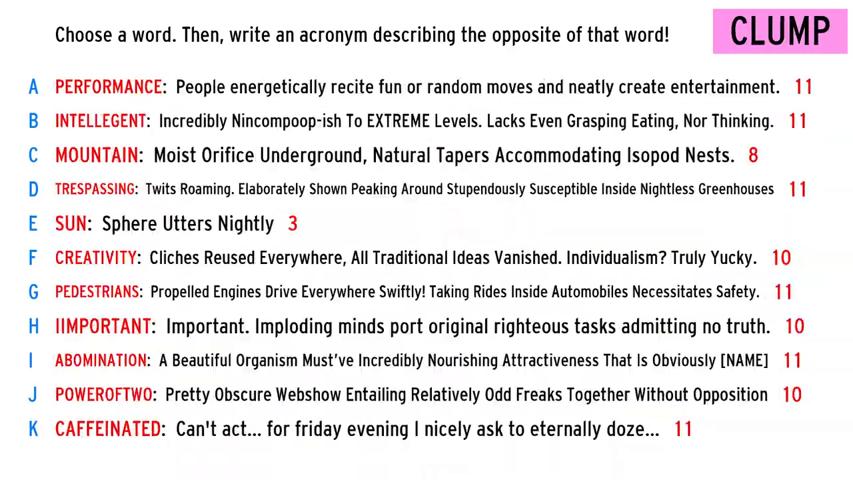 Choose a word. Then, write an acronym describing the opposite of that word!
CLUMP
A PERFORMANCE: People energetically recite fun or random moves and neatly create entertainment. 11
B INTELLEGENT: Incredibly Nincompoop-ish To EXTREME Levels. Lacks Even Grasping Eating, Nor Thinking. 11
C MOUNTAIN: Moist Orifice Underground, Natural Tapers Accommodating Isopod Nests. 8
D TRESPASSING: Twits Roaming. Elaborately Shown Peaking Around Stupendously Susceptible Inside Nightless Greenhouses 11
E SUN: Sphere Utters Nightly 3
F CREATIVITY: Cliches Reused Everywhere, All Traditional Ideas Vanished. Individualism? Truly Yucky. 10
G PEDESTRIANS: Propelled Engines Drive Everywhere Swiftly! Taking Rides Inside Automobiles Necessitates Safety. 11
H IIMPORTANT: Important. Imploding minds port original righteous tasks admitting no truth. 10
I ABOMINATION: A Beautiful Organism Must've Incredibly Nourishing Attractiveness That Is Obviously [NAME] 11
J POWEROFTWO: Pretty Obscure Webshow Entailing Relatively Odd Freaks Together Without Opposition 10
K CAFFEINATED: Can't act... for friday evening I nicely ask to eternally doze... 11